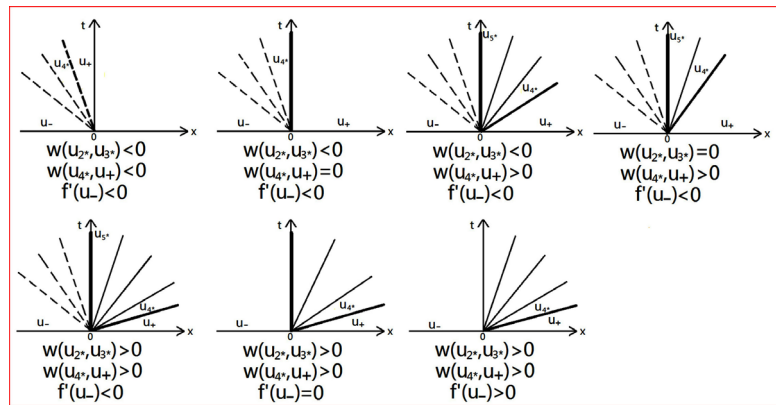 t
u₄* u₊
u₋ 0 x
w(u₂*,u₃*)<0
w(u₄*,u₊)<0
f'(u₋)<0
t
u₄*
u₋ 0 u₊ x
w(u₂*,u₃*)<0
w(u₄*,u₊)=0
f'(u₋)<0
t
u₅*
u₄*
u₋ 0 u₊ x
w(u₂*,u₃*)<0
w(u₄*,u₊)>0
f'(u₋)<0
t
u₅*
u₄*
u₋ 0 u₊ x
w(u₂*,u₃*)=0
w(u₄*,u₊)>0
f'(u₋)<0
t
u₅*
u₄*
u₋ u₊
0 x
w(u₂*,u₃*)>0
w(u₄*,u₊)>0
f'(u₋)<0
t
u₄*
u₋ u₊
0 x
w(u₂*,u₃*)>0
w(u₄*,u₊)>0
f'(u₋)=0
t
u₄*
u₋ u₊
0 x
w(u₂*,u₃*)>0
w(u₄*,u₊)>0
f'(u₋)>0